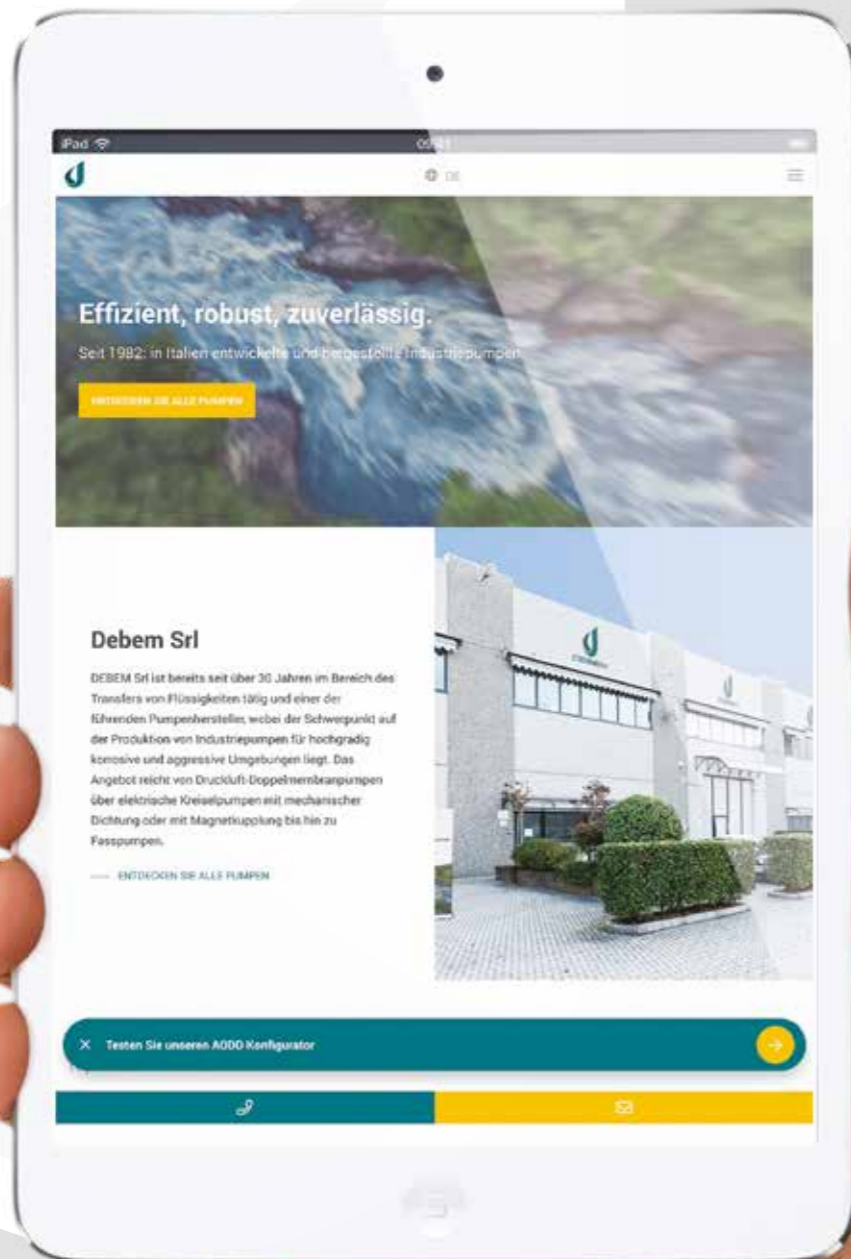 iPad
DE
Effizient, robust, zuverlässig.
Seit 1982: in Italien entwickelte und hergestellte Industriepumpen
ENTDECKEN SIE ALLE PUMPEN
Debem Srl
DEBEM Srl ist bereits seit über 30 Jahren im Bereich des
Transfers von Flüssigkeiten tätig und einer der
führenden Pumpenhersteller, wobei der Schwerpunkt auf
der Produktion von Industriepumpen für hochgradig
korrosive und aggressive Umgebungen liegt. Das
Angebot reicht von Druckluft-Doppelmembranpumpen
über elektrische Kreiselpumpen mit mechanischer
Dichtung oder mit Magnetkupplung bis hin zu
Fasspumpen.
ENTDECKEN SIE ALLE PUMPEN
Testen Sie unseren AODD Konfigurator